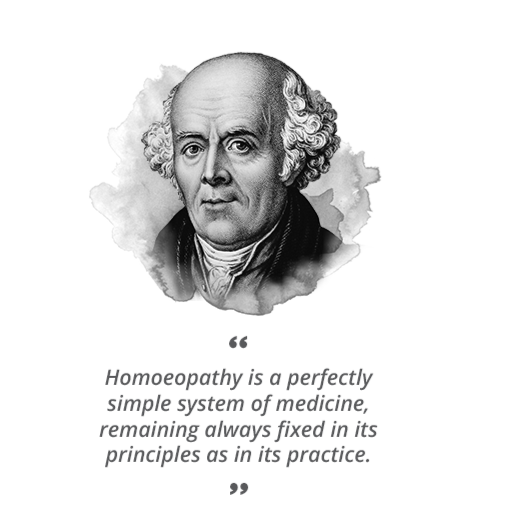 “
Homoeopathy is a perfectly
simple system of medicine,
remaining always fixed in its
principles as in its practice.
”